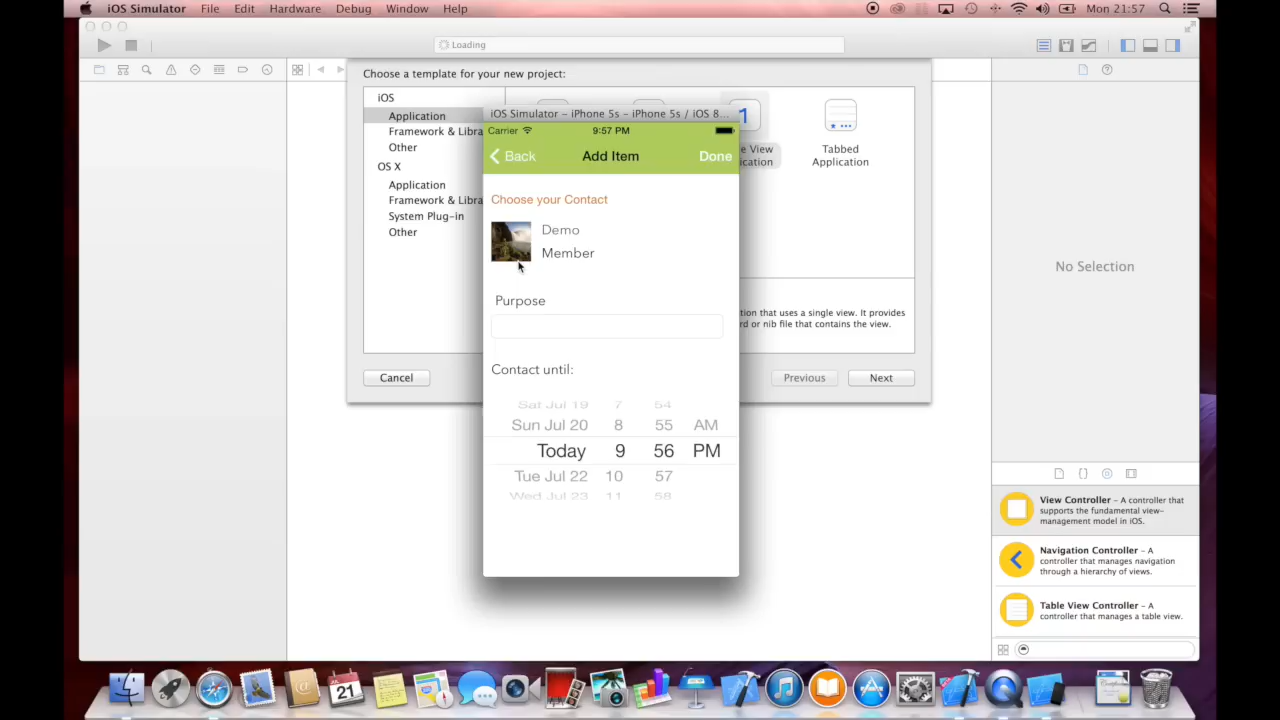 iOS Simulator File Edit Hardware Debug Window Help Mon 21:57
Loading
Choose a template for your new project:
iOS
Application
Framework & Libra
Other
OS X
Application
Framework & Libra
System Plug-in
Other
1
e View
ication
Tabbed
Application
tion that uses a single view. It provides
rd or nib file that contains the view.
Cancel
Previous
Next
iOS Simulator – iPhone 5s – iPhone 5s / iOS 8...
Carrier 9:57 PM
Back Add Item Done
Choose your Contact
Demo
Member
Purpose
Contact until:
Sat Jul 19 7 54
Sun Jul 20 8 55 AM
Today 9 56 PM
Tue Jul 22 10 57
Wed Jul 23 11 58
No Selection
View Controller – A controller that
supports the fundamental view-
management model in iOS.
Navigation Controller – A
controller that manages navigation
through a hierarchy of views.
Table View Controller – A
controller that manages a table view.
21